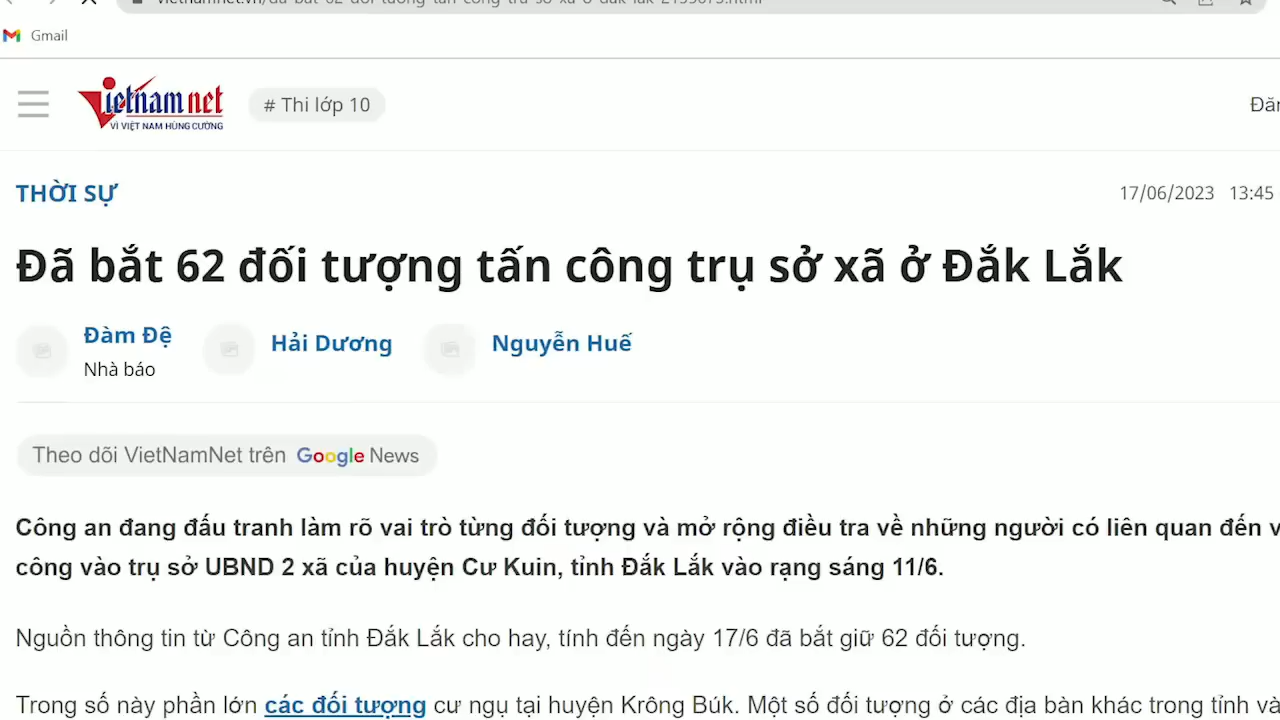 Gmail
Vietnamnet
VÌ VIỆT NAM HÙNG CƯỜNG
# Thi lớp 10
THỜI SỰ
17/06/2023 13:45
Đã bắt 62 đối tượng tấn công trụ sở xã ở Đắk Lắk
Đàm Đệ
Nhà báo
Hải Dương
Nguyễn Huế
Theo dõi VietNamNet trên Google News
Công an đang đấu tranh làm rõ vai trò từng đối tượng và mở rộng điều tra về những người có liên quan đến
công vào trụ sở UBND 2 xã của huyện Cư Kuin, tỉnh Đắk Lắk vào rạng sáng 11/6.
Nguồn thông tin từ Công an tỉnh Đắk Lắk cho hay, tính đến ngày 17/6 đã bắt giữ 62 đối tượng.
Trong số này phần lớn các đối tượng cư ngụ tại huyện Krông Búk. Một số đối tượng ở các địa bàn khác trong tỉnh và